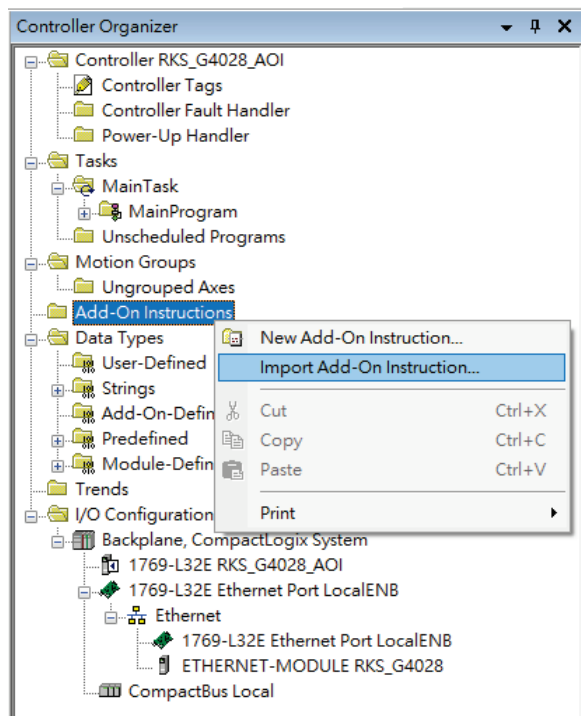 Controller Organizer
Controller RKS_G4028_AOI
Controller Tags
Controller Fault Handler
Power-Up Handler
Tasks
MainTask
MainProgram
Unscheduled Programs
Motion Groups
Ungrouped Axes
Add-On Instructions
Data Types
New Add-On Instruction...
User-Defined
Import Add-On Instruction...
Strings
Add-On-Defin
Cut Ctrl+X
Predefined
Copy Ctrl+C
Module-Defin
Paste Ctrl+V
Trends
I/O Configuration
Print
Backplane, CompactLogix System
1769-L32E RKS_G4028_AOI
1769-L32E Ethernet Port LocalENB
Ethernet
1769-L32E Ethernet Port LocalENB
ETHERNET-MODULE RKS_G4028
CompactBus Local